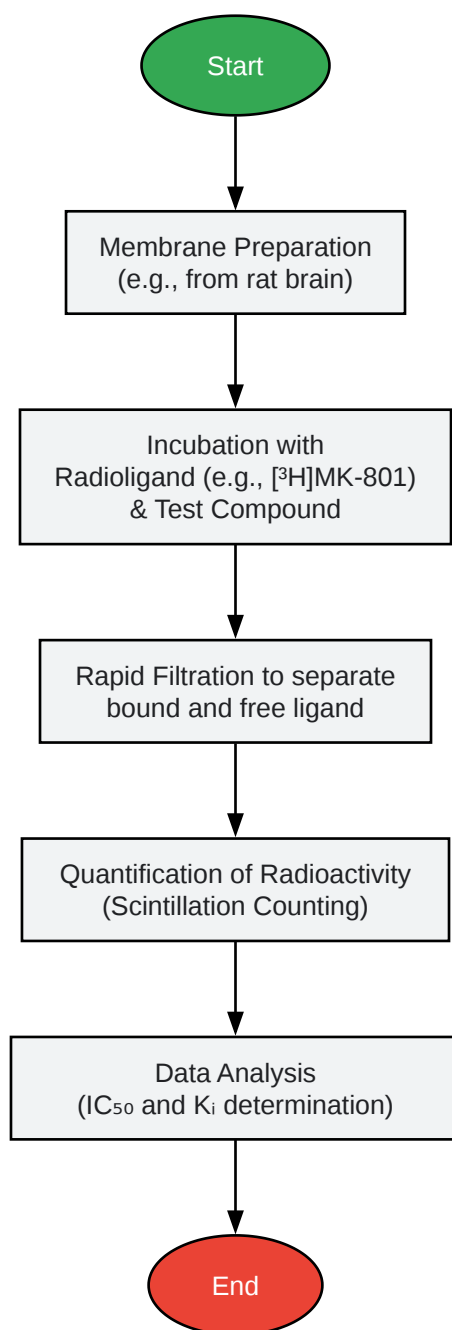 Start
Membrane Preparation
(e.g., from rat brain)
Incubation with
Radioligand (e.g., [³H]MK-801)
& Test Compound
Rapid Filtration to separate
bound and free ligand
Quantification of Radioactivity
(Scintillation Counting)
Data Analysis
(IC₅₀ and Kᵢ determination)
End